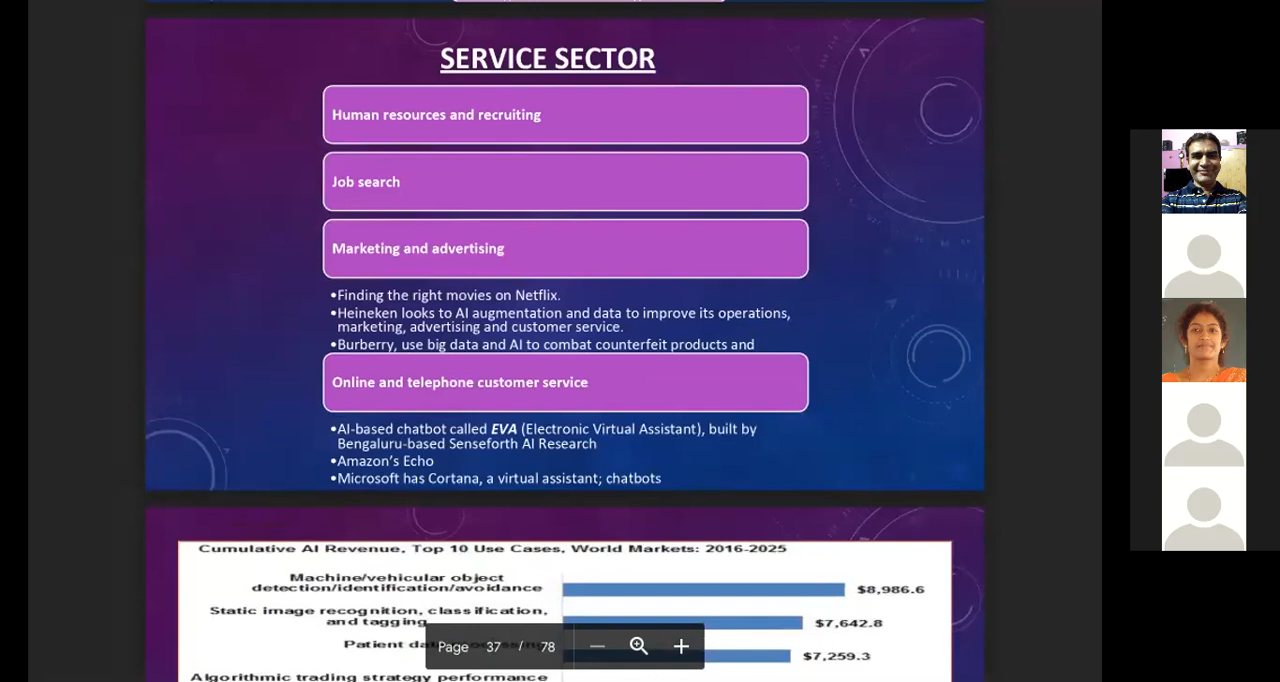 SERVICE SECTOR
Human resources and recruiting
Job search
Marketing and advertising
•Finding the right movies on Netflix.
•Heineken looks to AI augmentation and data to improve its operations,
marketing, advertising and customer service.
•Burberry, use big data and AI to combat counterfeit products and
Online and telephone customer service
•AI-based chatbot called EVA (Electronic Virtual Assistant), built by
Bengaluru-based Senseforth AI Research
•Amazon's Echo
•Microsoft has Cortana, a virtual assistant; chatbots
Cumulative AI Revenue, Top 10 Use Cases, World Markets: 2016-2025
Machine/vehicular object
detection/identification/avoidance
$8,986.6
Static image recognition, classification,
and tagging
$7,642.8
Patient
$7,259.3
Page 37 / 78
Algorithmic trading strategy performance